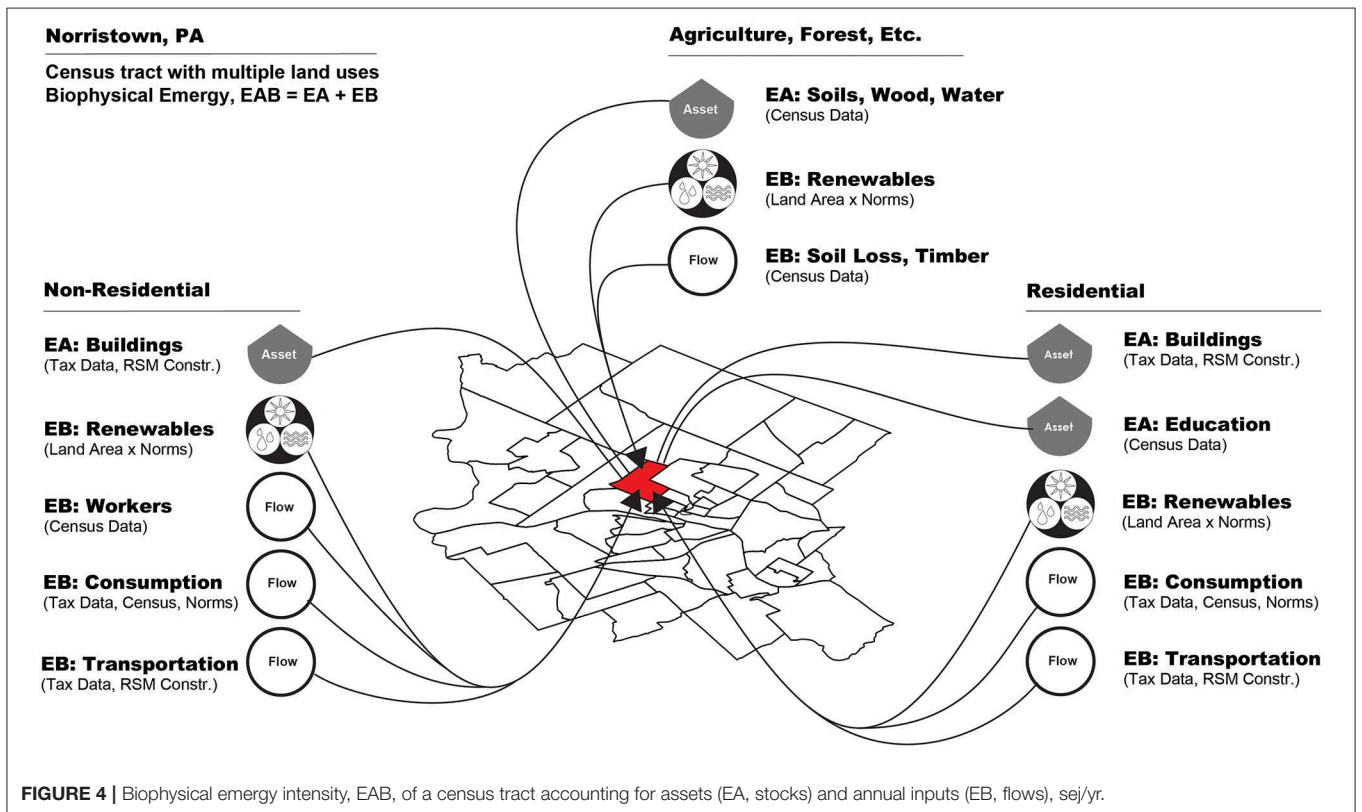 Norristown, PA
Census tract with multiple land uses
Biophysical Emergy, EAB = EA + EB
Agriculture, Forest, Etc.
Asset
EA: Soils, Wood, Water
(Census Data)
EB: Renewables
(Land Area x Norms)
Flow
EB: Soil Loss, Timber
(Census Data)
Non-Residential
EA: Buildings
(Tax Data, RSM Constr.)
Asset
EB: Renewables
(Land Area x Norms)
EB: Workers
(Census Data)
Flow
EB: Consumption
(Tax Data, Census, Norms)
Flow
EB: Transportation
(Tax Data, RSM Constr.)
Flow
Residential
Asset
EA: Buildings
(Tax Data, RSM Constr.)
Asset
EA: Education
(Census Data)
EB: Renewables
(Land Area x Norms)
Flow
EB: Consumption
(Tax Data, Census, Norms)
Flow
EB: Transportation
(Tax Data, RSM Constr.)
FIGURE 4 | Biophysical emergy intensity, EAB, of a census tract accounting for assets (EA, stocks) and annual inputs (EB, flows), sej/yr.